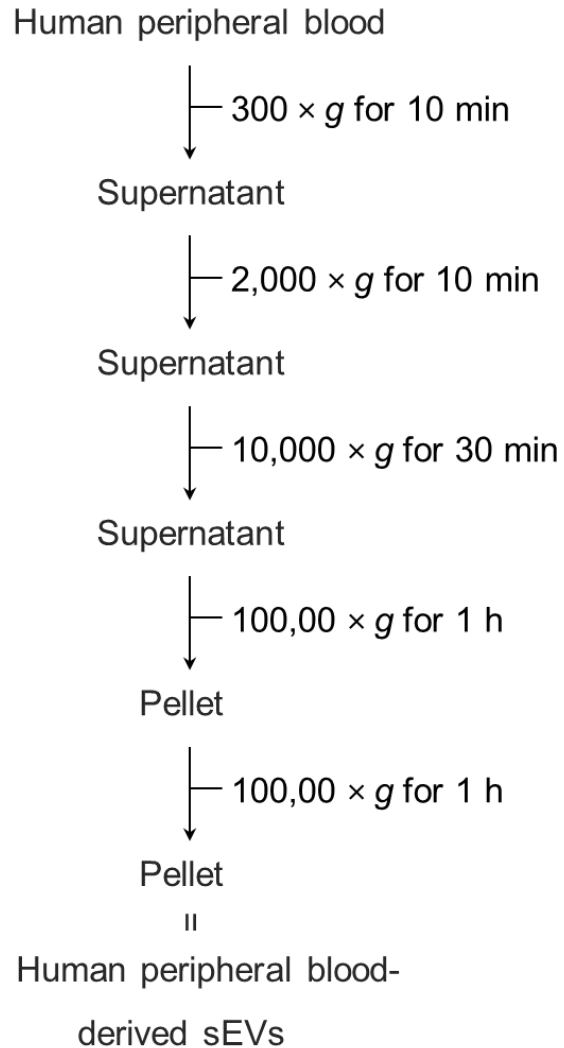 Human peripheral blood
300 × g for 10 min
Supernatant
2,000 × g for 10 min
Supernatant
10,000 × g for 30 min
Supernatant
100,00 × g for 1 h
Pellet
100,00 × g for 1 h
Pellet
=
Human peripheral blood-
derived sEVs